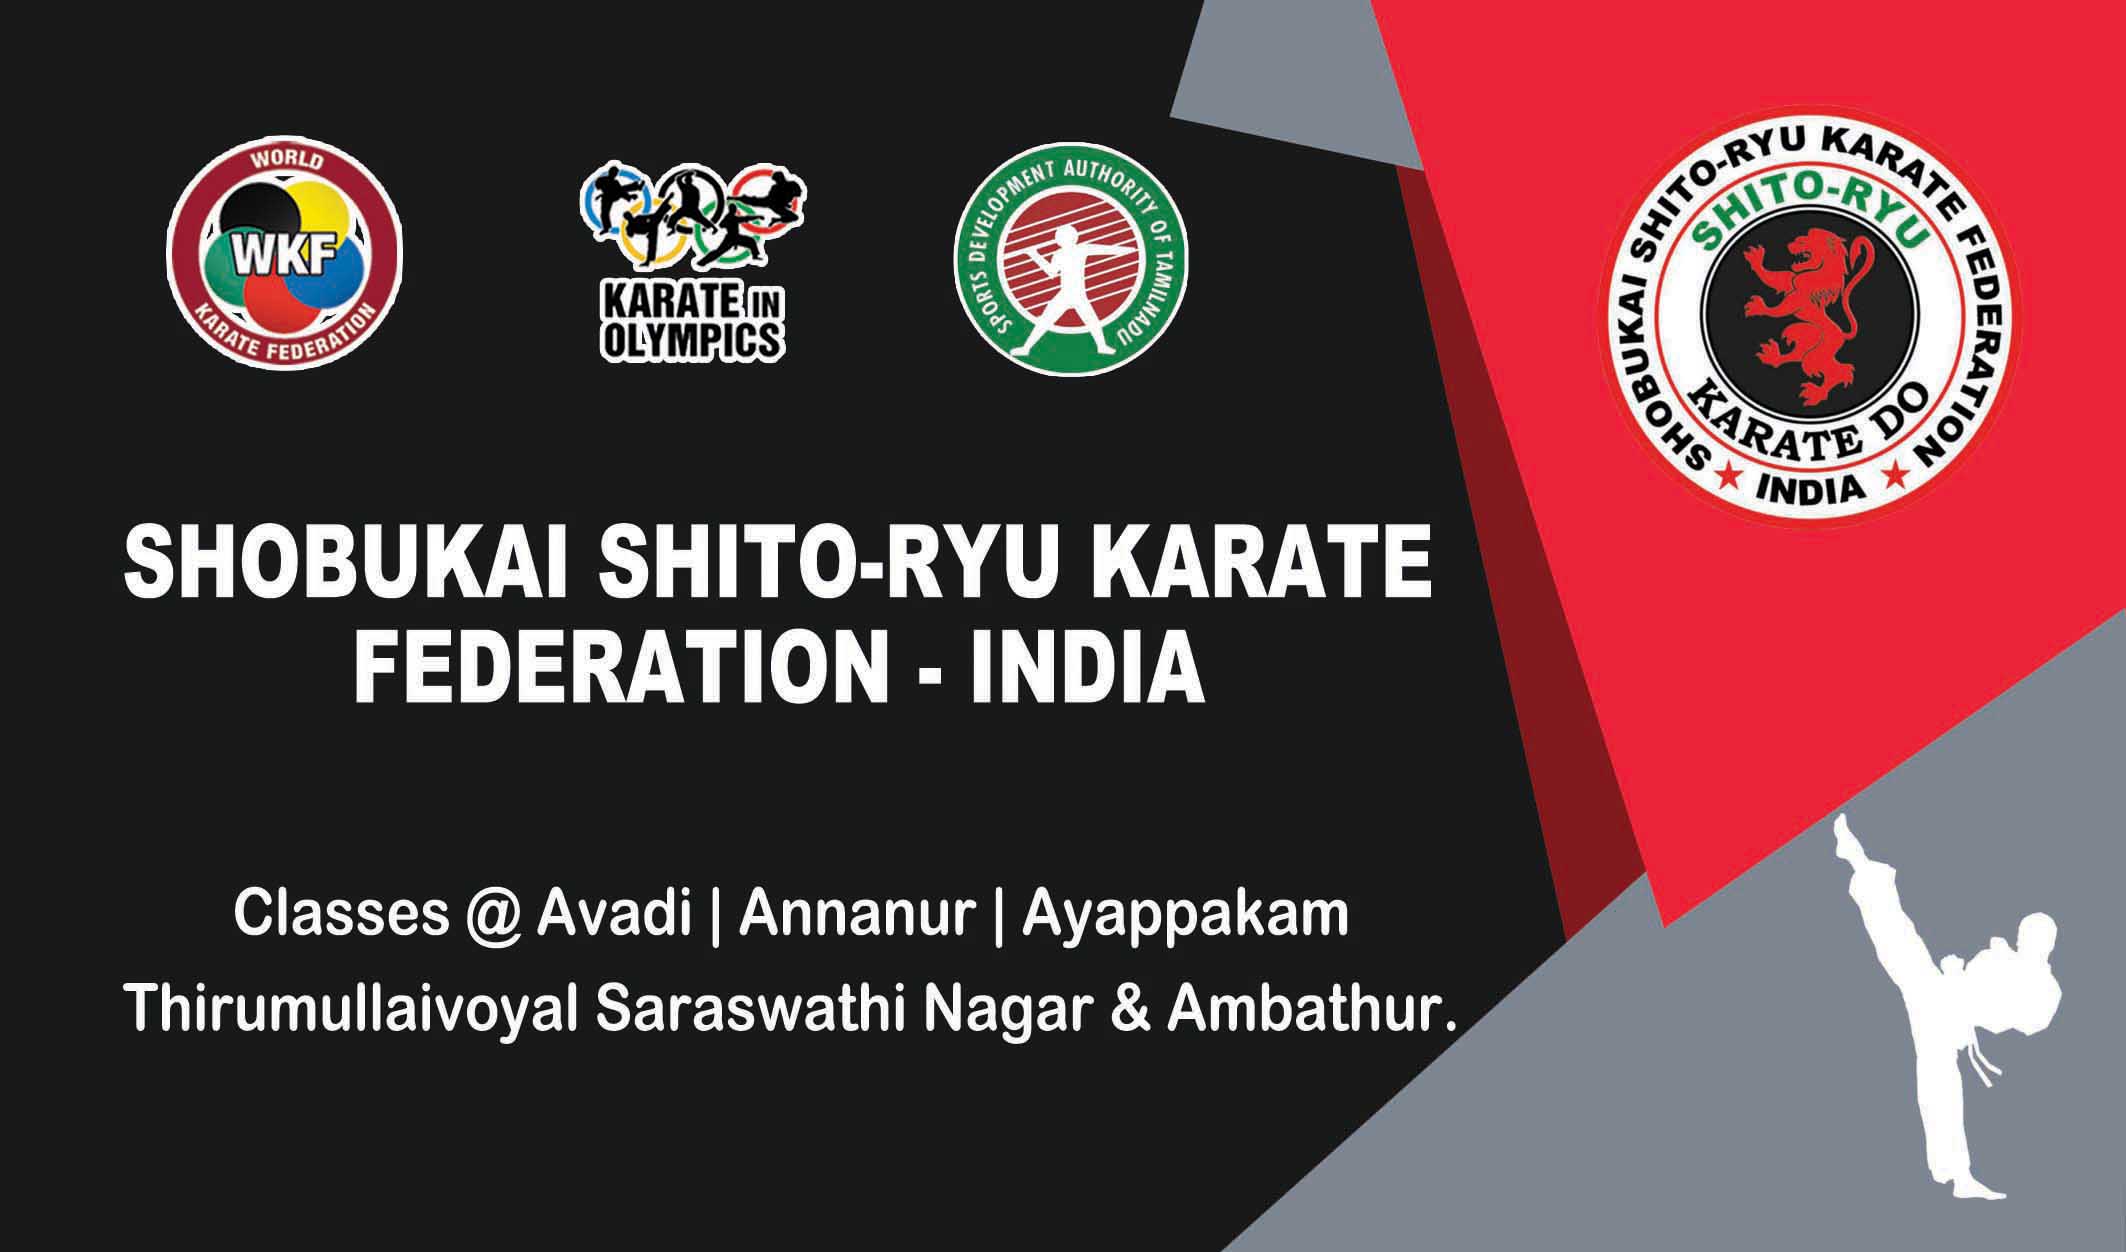 WORLD
WKF
KARATE FEDERATION
KARATE IN
OLYMPICS
SPORTS DEVELOPMENT AUTHORITY OF TAMILNADU
SHOBUKAI SHITO-RYU KARATE FEDERATION
SHITO-RYU
KARATE DO
INDIA
SHOBUKAI SHITO-RYU KARATE
FEDERATION - INDIA
Classes @ Avadi | Annanur | Ayappakam
Thirumullaivoyal Saraswathi Nagar & Ambathur.